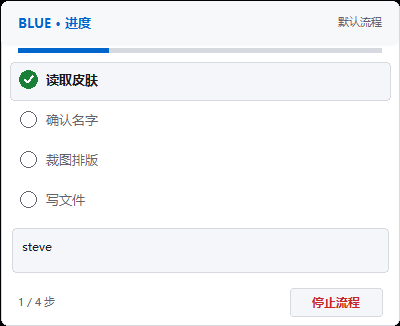 BLUE • 进度
默认流程
读取皮肤
确认名字
裁图排版
写文件
steve
1 / 4 步
停止流程